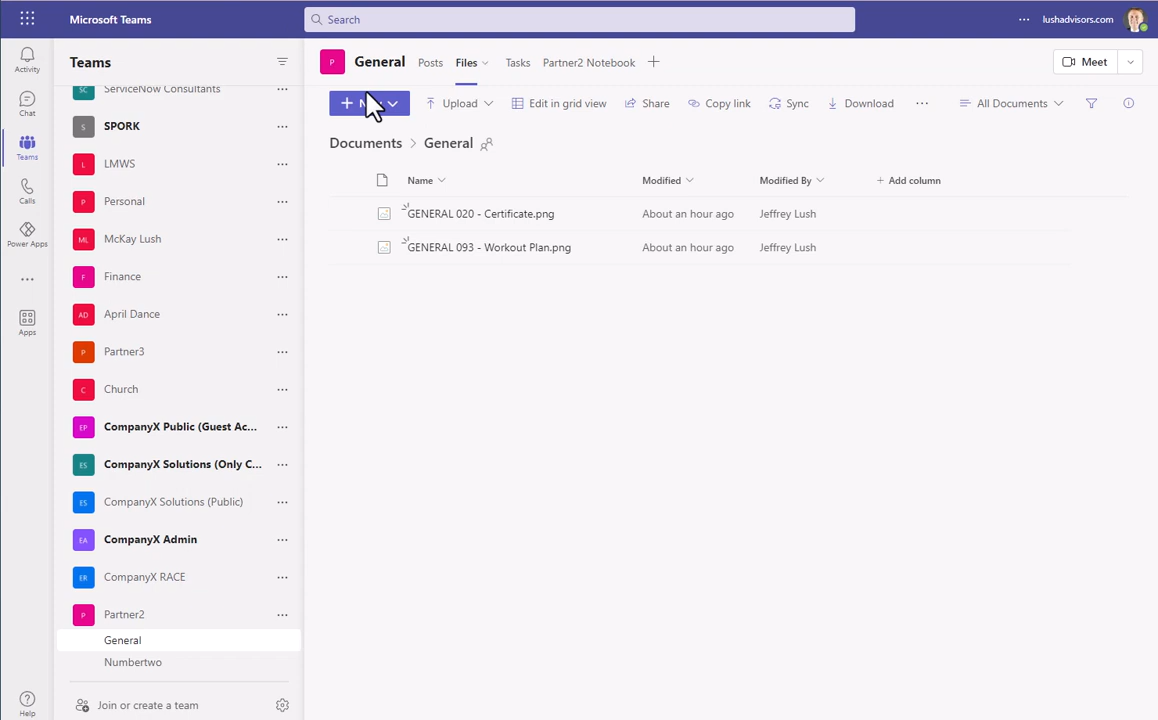 Microsoft Teams
Search
lushadvisors.com
Activity
Chat
Teams
Calls
Power Apps
Apps
Help
Teams
SC ServiceNow Consultants
S SPORK
L LMWS
L Personal
ML McKay Lush
F Finance
AD April Dance
P Partner3
C Church
EP CompanyX Public (Guest Ac...
ES CompanyX Solutions (Only C...
ES CompanyX Solutions (Public)
EA CompanyX Admin
ER CompanyX RACE
P Partner2
General
Numbertwo
Join or create a team
P General Posts Files Tasks Partner2 Notebook
Meet
Upload Edit in grid view Share Copy link Sync Download All Documents
Documents > General
Name Modified Modified By + Add column
GENERAL 020 - Certificate.png About an hour ago Jeffrey Lush
GENERAL 093 - Workout Plan.png About an hour ago Jeffrey Lush